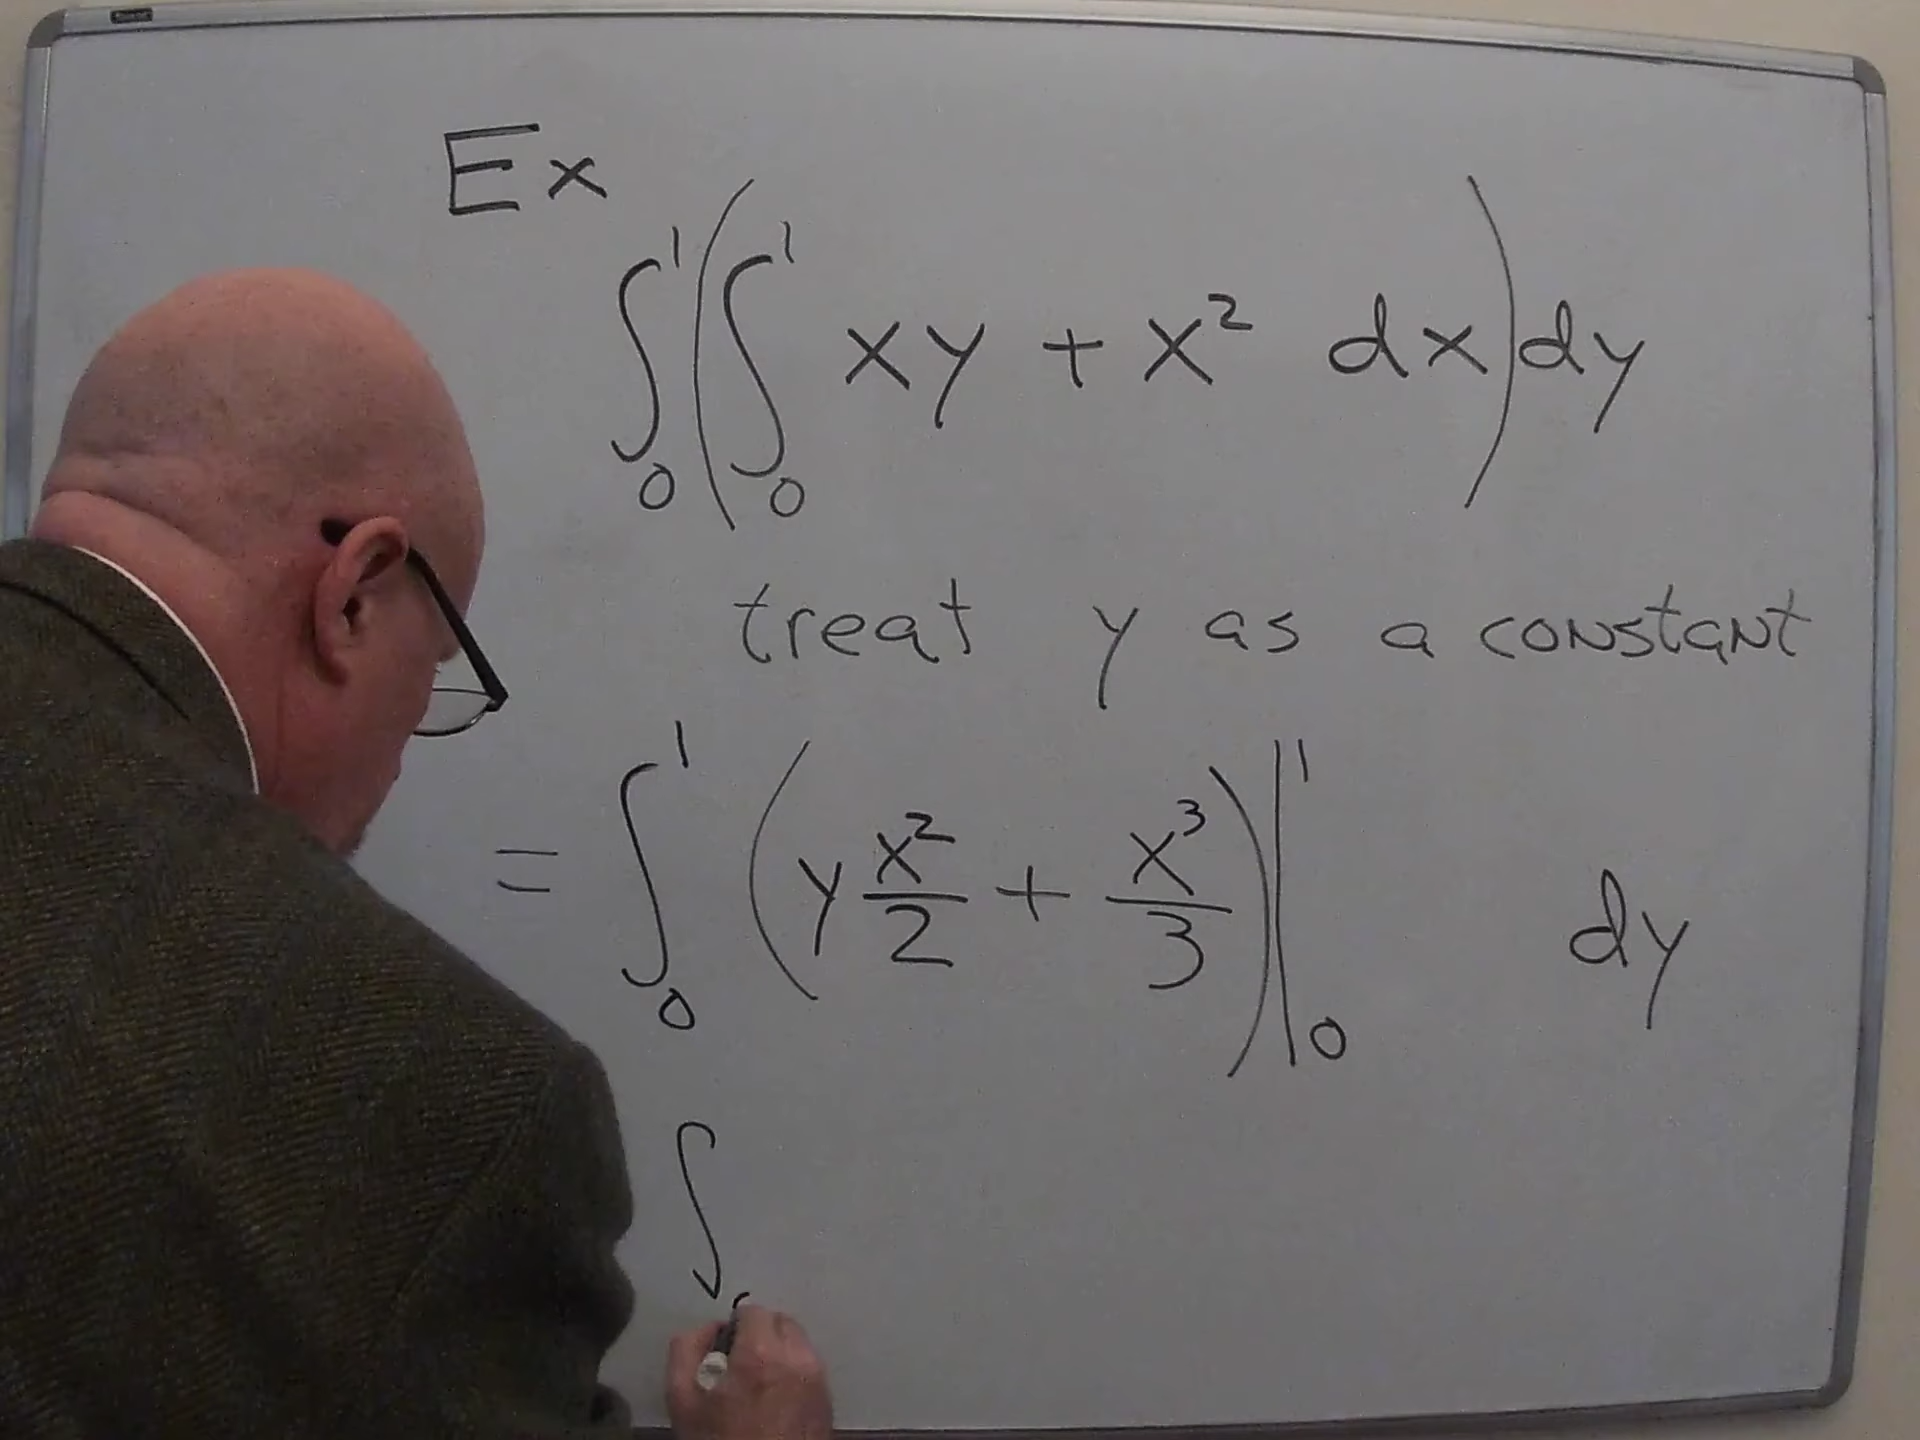 Ex
∫₀¹ (∫₀¹ xy + x² dx) dy
treat y as a constant
= ∫₀¹ (y x²/2 + x³/3) |₀¹ dy
∫